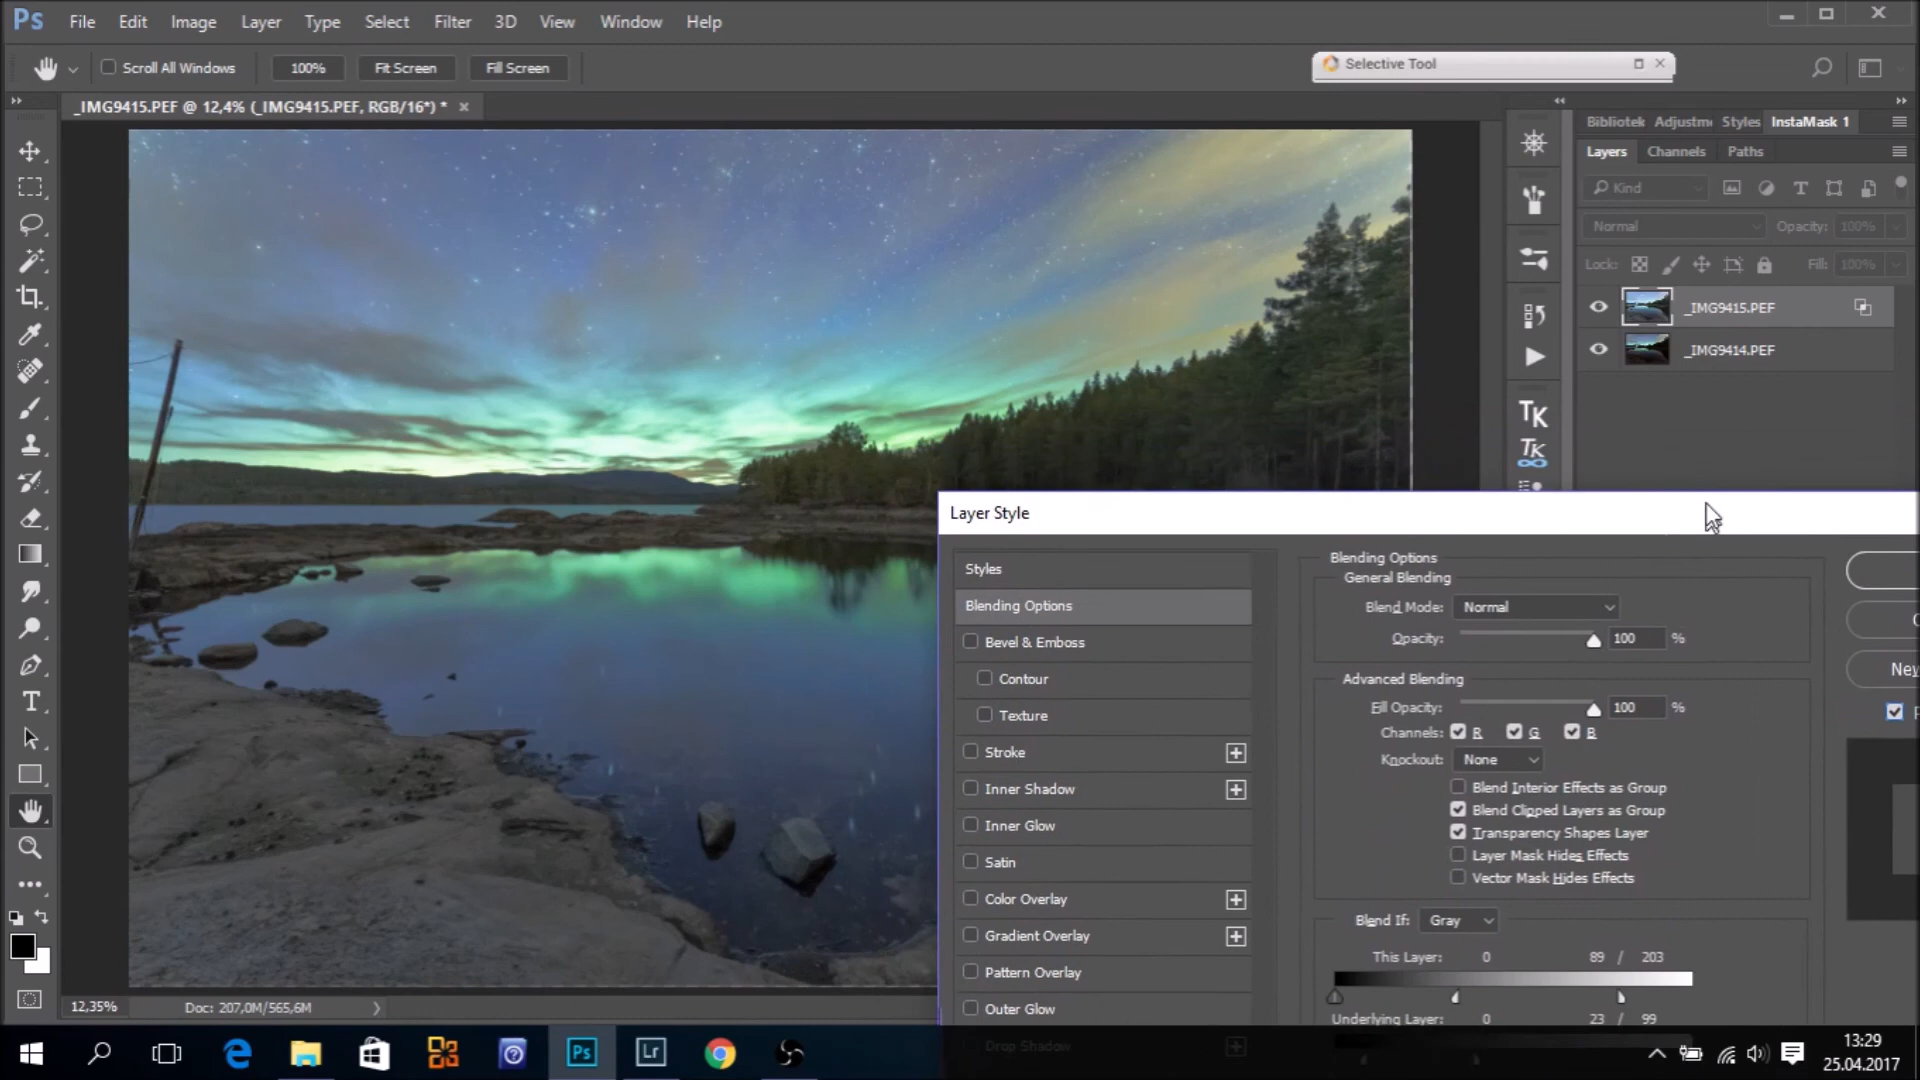 Ps File Edit Image Layer Type Select Filter 3D View Window Help
Scroll All Windows 100% Fit Screen Fill Screen
Selective Tool
_IMG9415.PEF @ 12,4% (_IMG9415.PEF, RGB/16*) *
Bibliotek Adjustm Styles InstaMask 1
Layers Channels Paths
Kind
Normal Opacity: 100%
Lock: Fill: 100%
_IMG9415.PEF
_IMG9414.PEF
TK
TK
Layer Style
Styles
Blending Options
Bevel & Emboss
Contour
Texture
Stroke
Inner Shadow
Inner Glow
Satin
Color Overlay
Gradient Overlay
Pattern Overlay
Outer Glow
Drop Shadow
Blending Options
General Blending
Blend Mode: Normal
Opacity: 100 %
Advanced Blending
Fill Opacity: 100 %
Channels: R G B
Knockout: None
Blend Interior Effects as Group
Blend Clipped Layers as Group
Transparency Shapes Layer
Layer Mask Hides Effects
Vector Mask Hides Effects
Blend If: Gray
This Layer: 0 89 / 203
Underlying Layer: 0 23 / 99
12,35% Doc: 207,0M/565,6M
Ps Lr
13:29
25.04.2017